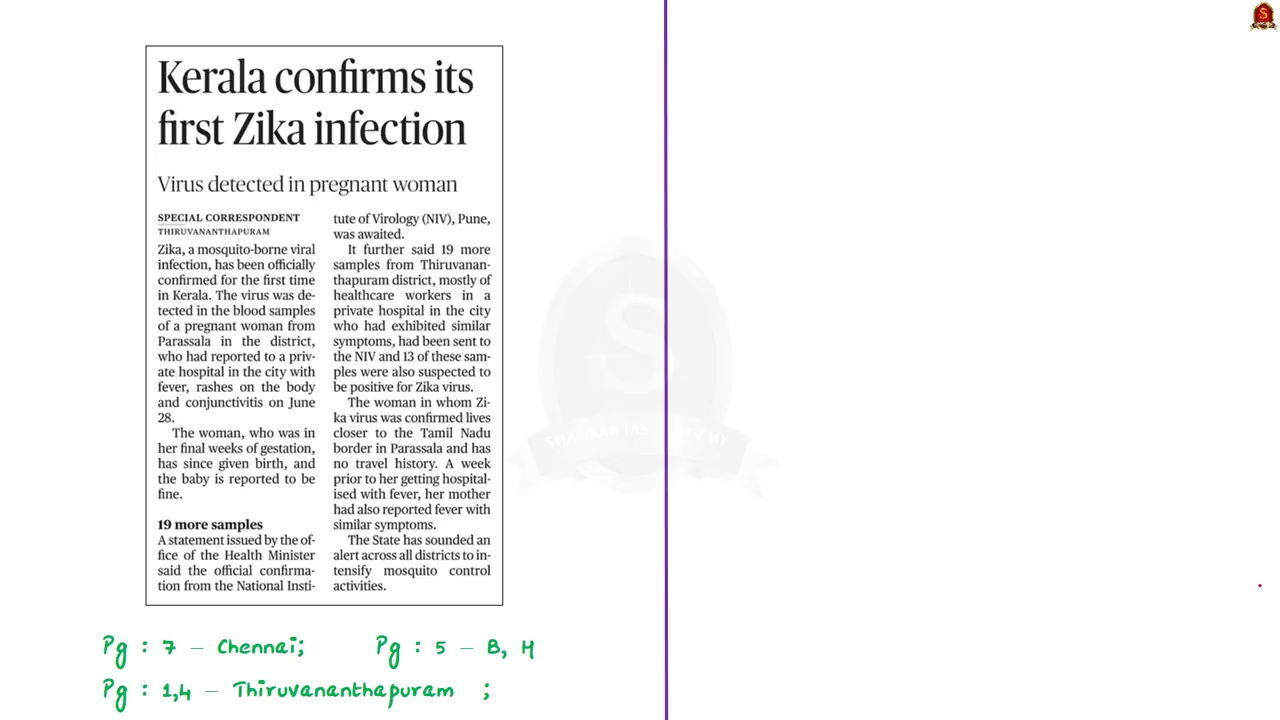 Kerala confirms its
first Zika infection
Virus detected in pregnant woman
SPECIAL CORRESPONDENT
THIRUVANANTHAPURAM
Zika, a mosquito-borne viral
infection, has been officially
confirmed for the first time
in Kerala. The virus was de-
tected in the blood samples
of a pregnant woman from
Parassala in the district,
who had reported to a priv-
ate hospital in the city with
fever, rashes on the body
and conjunctivitis on June
28.
The woman, who was in
her final weeks of gestation,
has since given birth, and
the baby is reported to be
fine.
19 more samples
A statement issued by the of-
fice of the Health Minister
said the official confirma-
tion from the National Insti-
tute of Virology (NIV), Pune,
was awaited.
It further said 19 more
samples from Thiruvanan-
thapuram district, mostly of
healthcare workers in a
private hospital in the city
who had exhibited similar
symptoms, had been sent to
the NIV and 13 of these sam-
ples were also suspected to
be positive for Zika virus.
The woman in whom Zi-
ka virus was confirmed lives
closer to the Tamil Nadu
border in Parassala and has
no travel history. A week
prior to her getting hospital-
ised with fever, her mother
had also reported fever with
similar symptoms.
The State has sounded an
alert across all districts to in-
tensify mosquito control
activities.
Pg : 7 – Chennai; Pg : 5 – B, H
Pg : 1,4 – Thiruvananthapuram ;
S
SHANKAR IAS ACADEMY